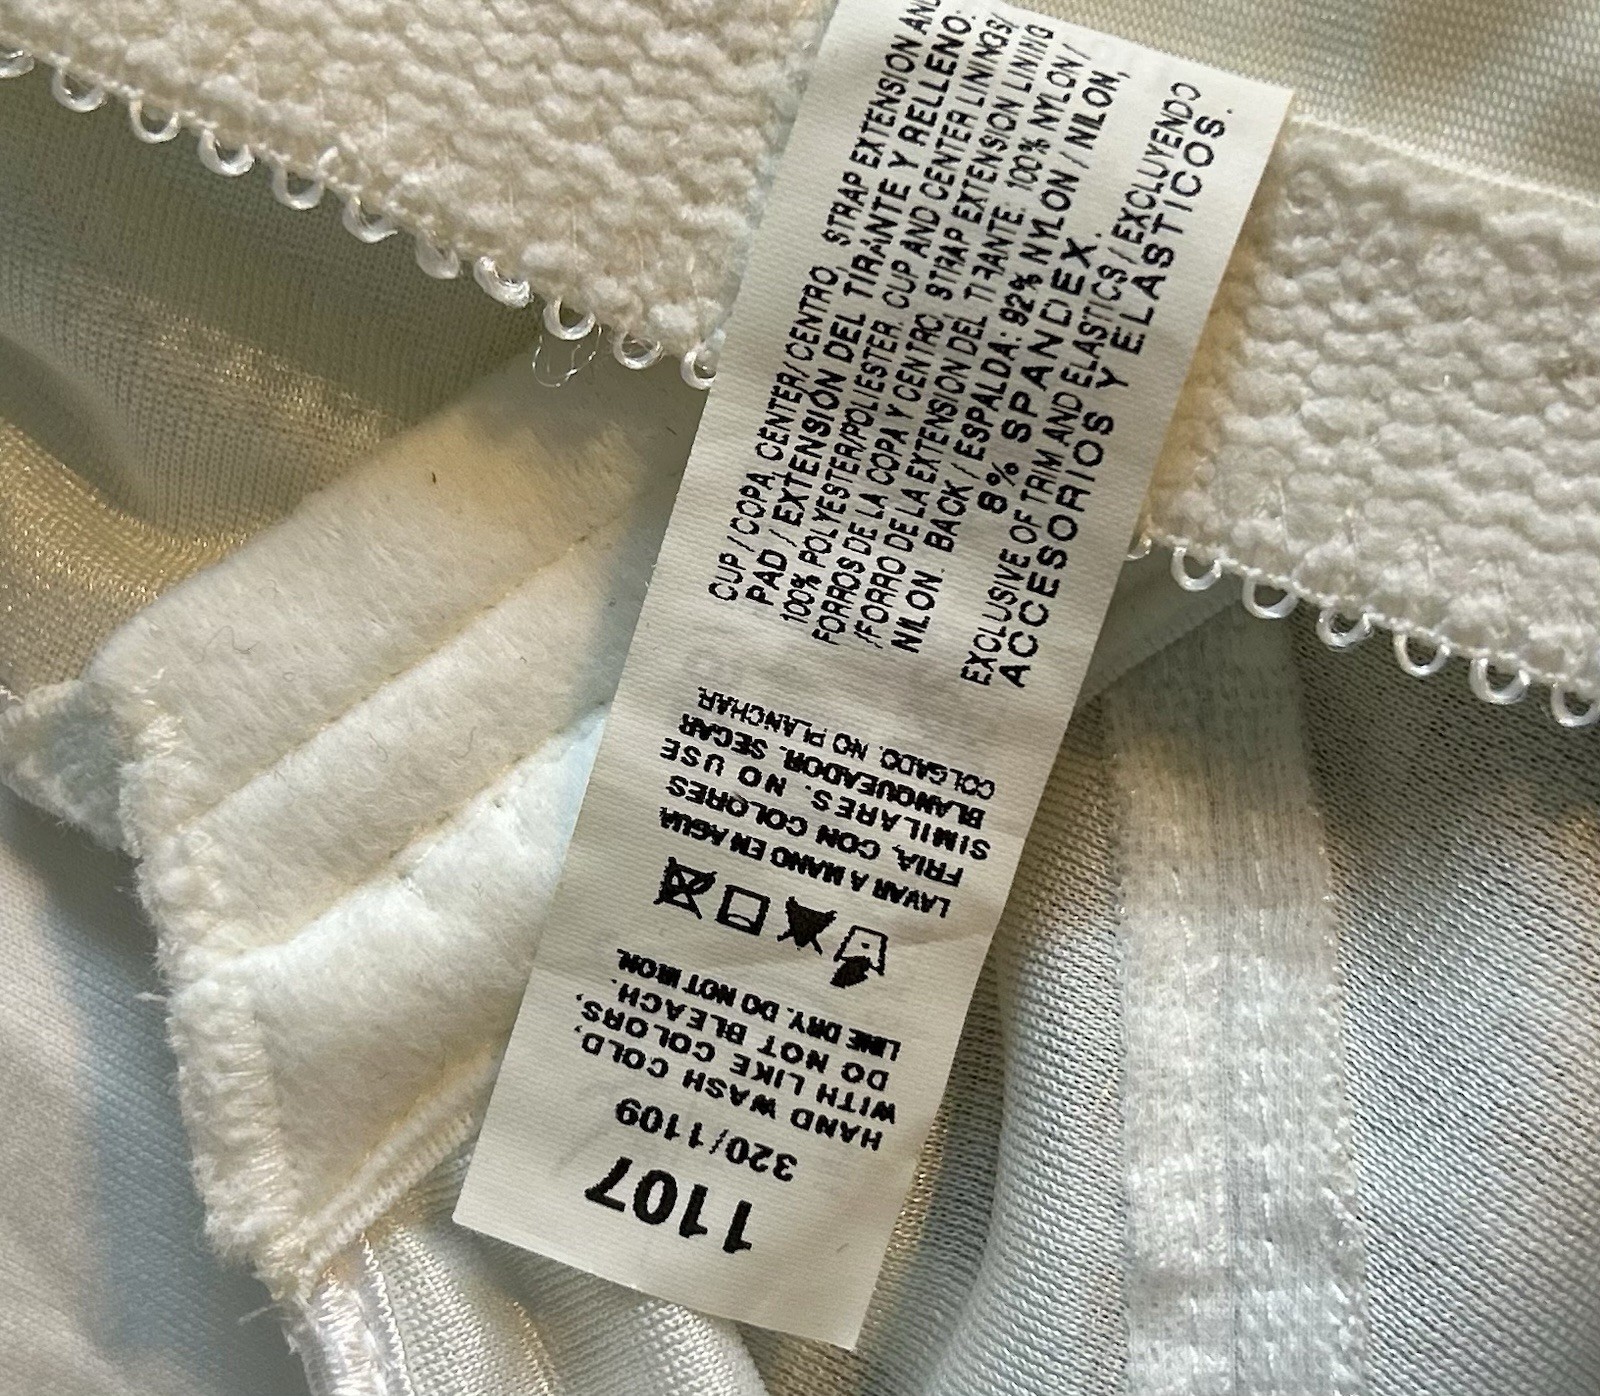 CUP / COPA, CENTER / CENTRO, STRAP EXTENSION AND
PAD / EXTENSIÓN DEL TIRANTE Y RELLENO:
100% POLYESTER/POLIESTER. CUP AND CENTER LININGS/
FORROS DE LA COPA Y CENTRO, STRAP EXTENSION LINING
/FORRO DE LA EXTENSION DEL TIRANTE: 100% NYLON /
NILON. BACK / ESPALDA: 92% NYLON / NILON,
8% SPANDEX.
EXCLUSIVE OF TRIM AND ELASTICS / EXCLUYENDO
ACCESORIOS Y ELASTICOS.
1107
320/1109
HAND WASH COLD,
WITH LIKE COLORS,
DO NOT BLEACH.
LINE DRY. DO NOT IRON.
LAVAR A MANO EN AGUA
FRIA, CON COLORES
SIMILARES. NO USE
BLANQUEADOR. SECAR
COLGADO. NO PLANCHAR.